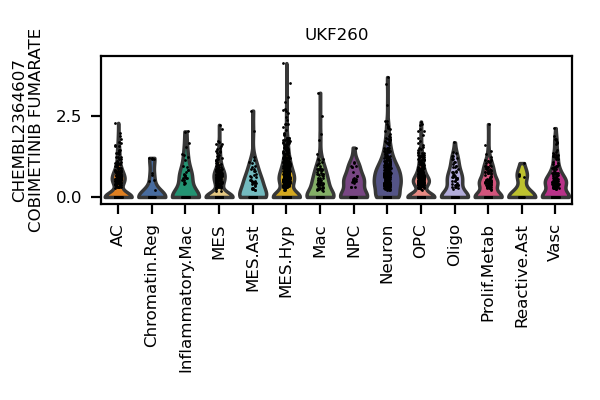 UKF260
CHEMBL2364607
COBIMETINIB FUMARATE
2.5
0.0
AC
Chromatin.Reg
Inflammatory.Mac
MES
MES.Ast
MES.Hyp
Mac
NPC
Neuron
OPC
Oligo
Prolif.Metab
Reactive.Ast
Vasc